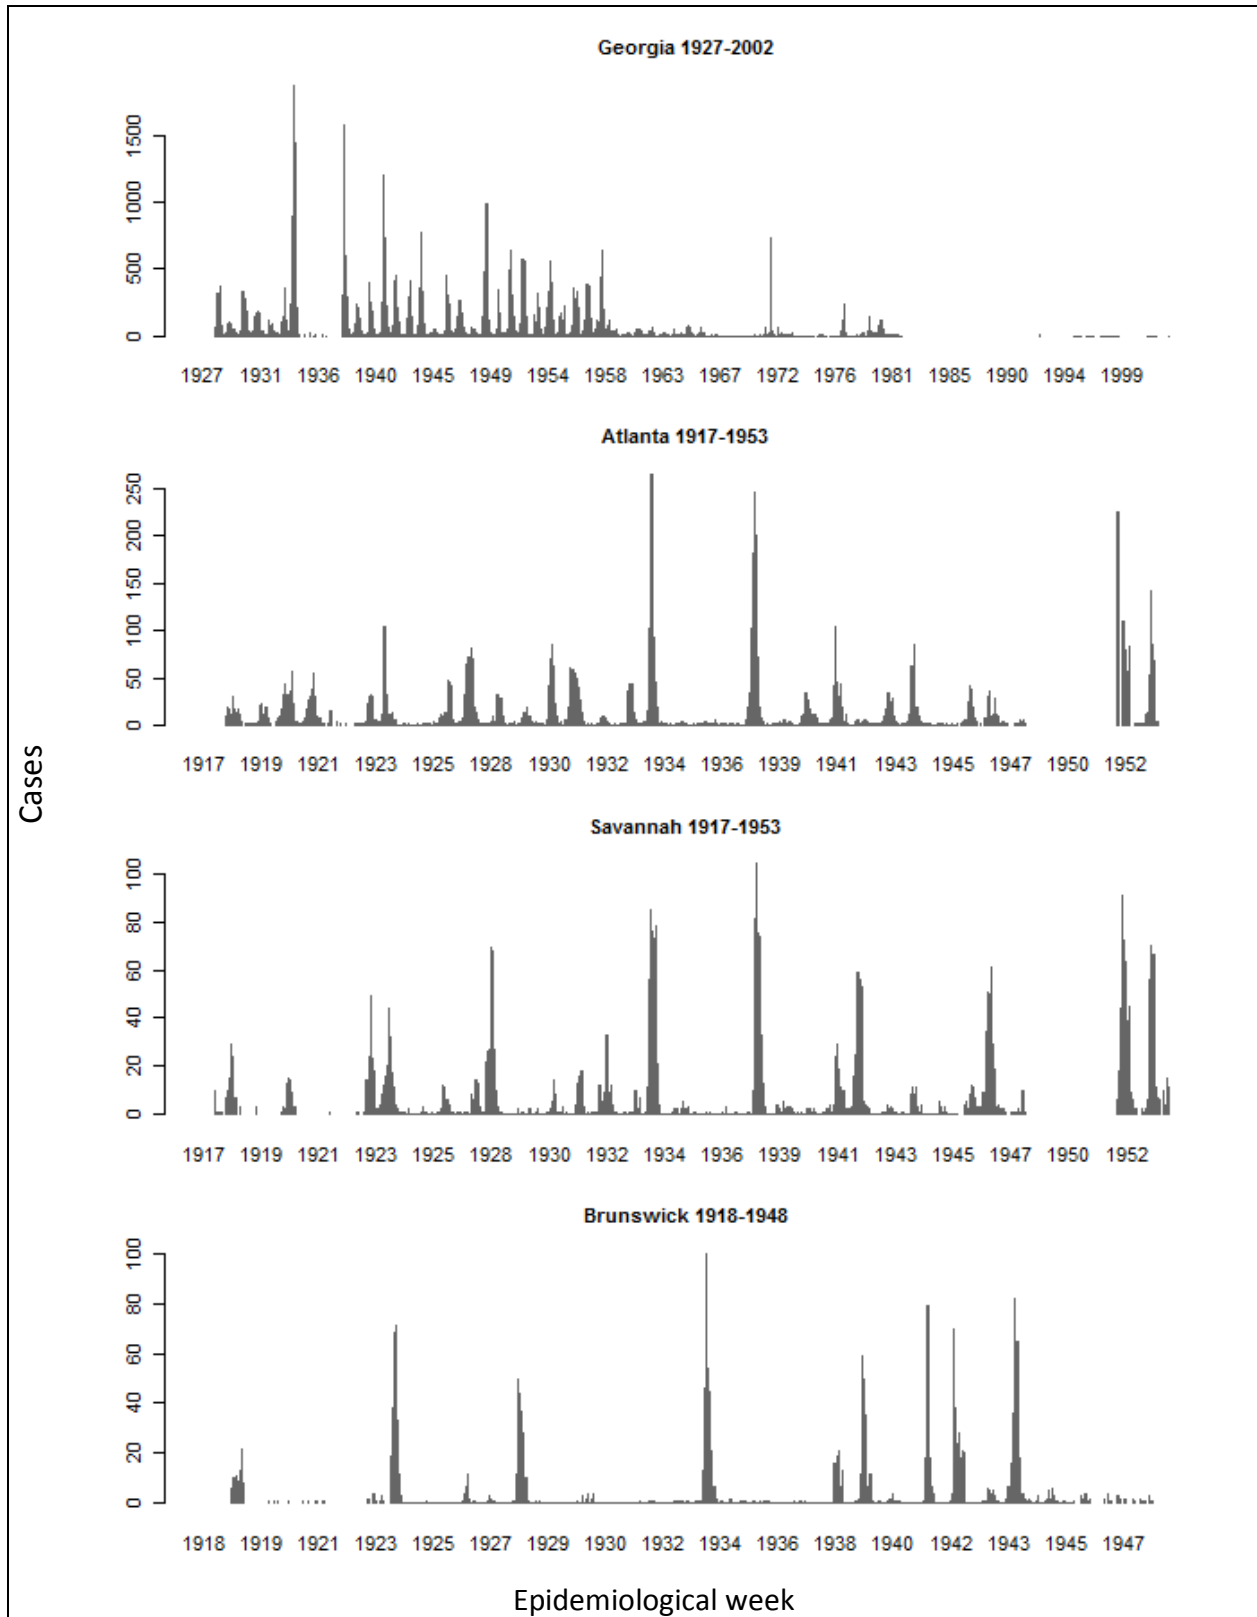 Georgia 1927-2002
1500
1000
500
0
1927 1931 1936 1940 1945 1949 1954 1958 1963 1967 1972 1976 1981 1985 1990 1994 1999
Atlanta 1917-1953
250
200
150
100
50
0
1917 1919 1921 1923 1925 1928 1930 1932 1934 1936 1939 1941 1943 1945 1947 1950 1952
Cases
Savannah 1917-1953
100
80
60
40
20
0
1917 1919 1921 1923 1925 1928 1930 1932 1934 1936 1939 1941 1943 1945 1947 1950 1952
Brunswick 1918-1948
100
80
60
40
20
0
1918 1919 1921 1923 1925 1927 1929 1930 1932 1934 1936 1938 1940 1942 1943 1945 1947
Epidemiological week